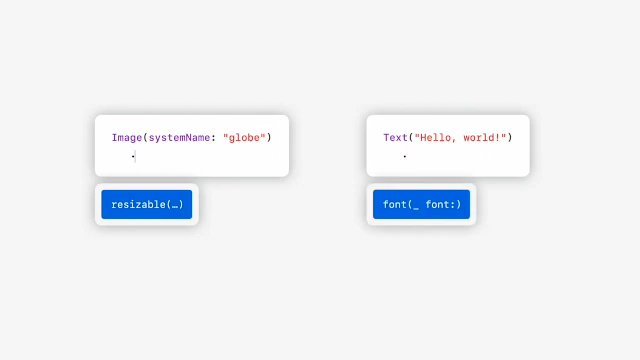 Image(systemName: "globe")
.
resizable(…)
Text("Hello, world!")
.
font(_ font:)